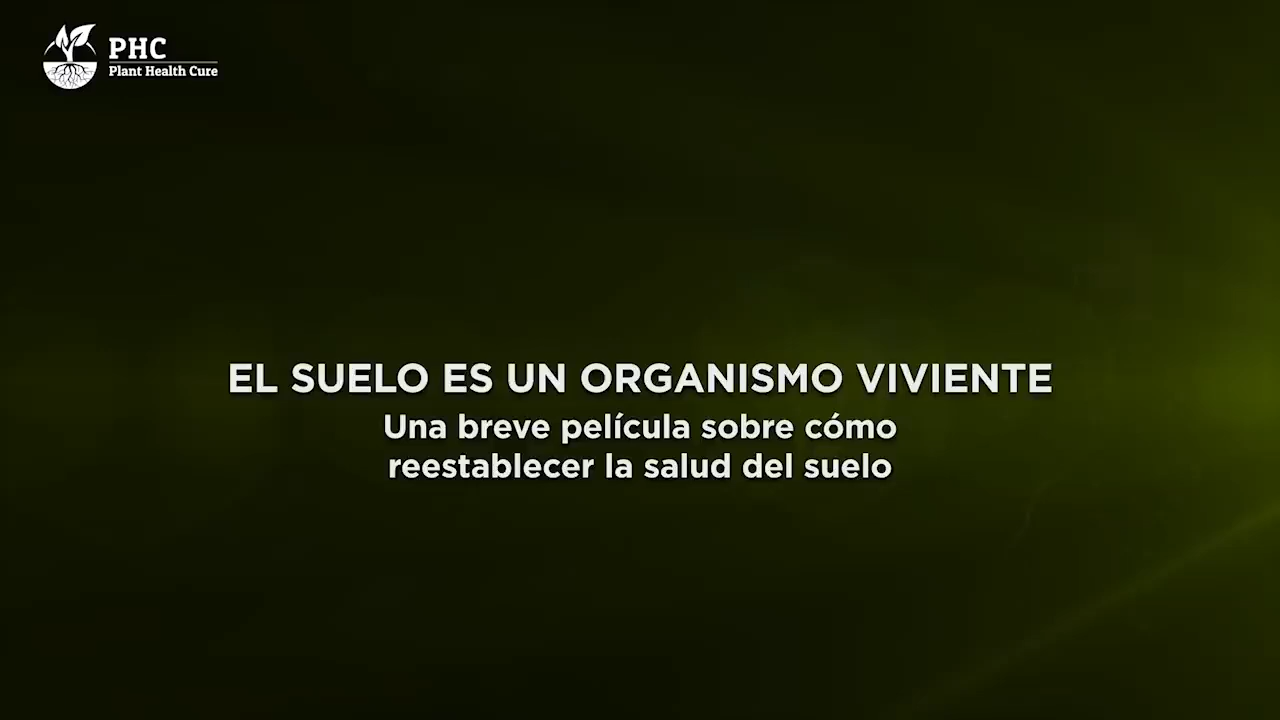 PHC
Plant Health Cure
EL SUELO ES UN ORGANISMO VIVIENTE
Una breve película sobre cómo
reestablecer la salud del suelo